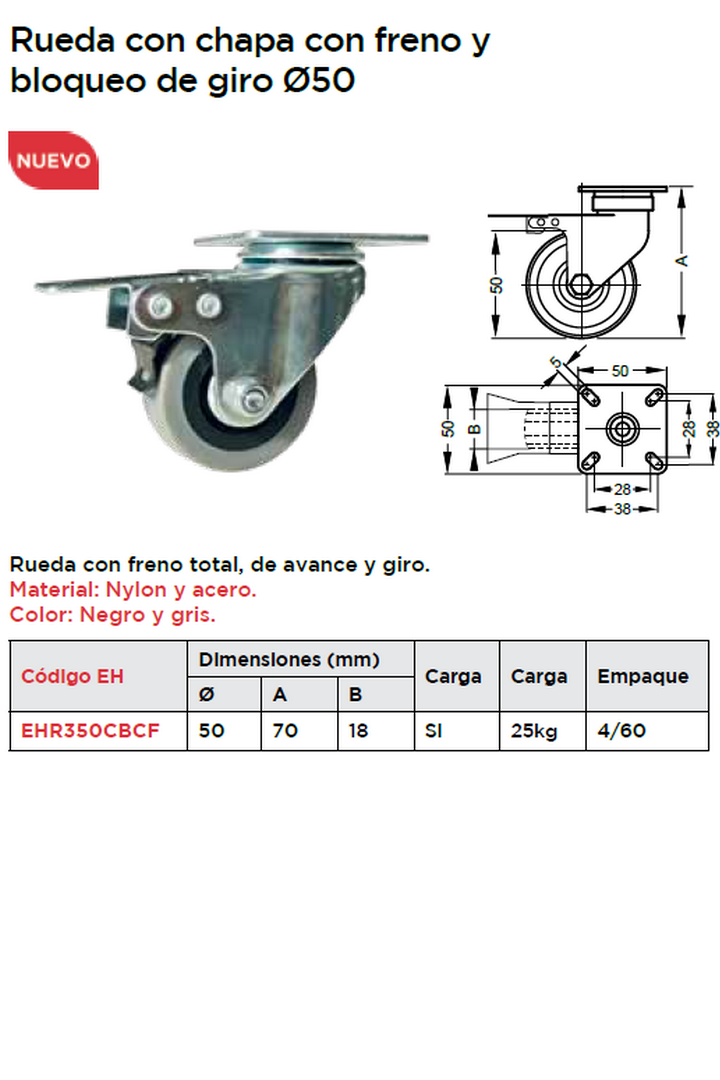 Rueda con chapa con freno y
bloqueo de giro Ø50
NUEVO
50
A
5
50
50
B
28
38
28
38
Rueda con freno total, de avance y giro.
Material: Nylon y acero.
Color: Negro y gris.
Código EH
Dimensiones (mm)
Carga
Carga
Empaque
Ø
A
B
EHR350CBCF
50
70
18
SI
25kg
4/60